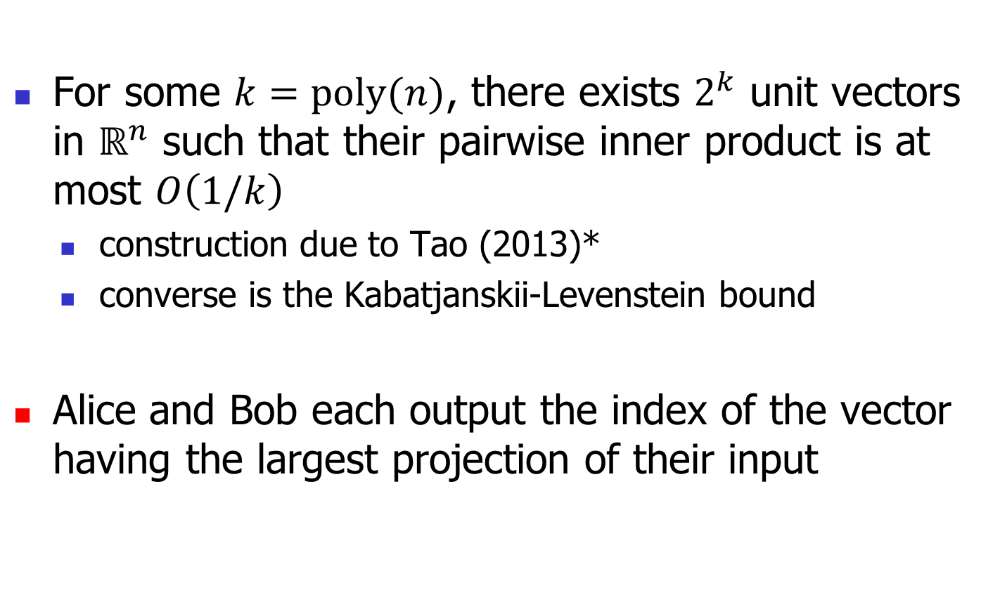 For some k = poly(n), there exists 2^k unit vectors
in ℝ^n such that their pairwise inner product is at
most O(1/k)
construction due to Tao (2013)*
converse is the Kabatjanskii-Levenstein bound
Alice and Bob each output the index of the vector
having the largest projection of their input